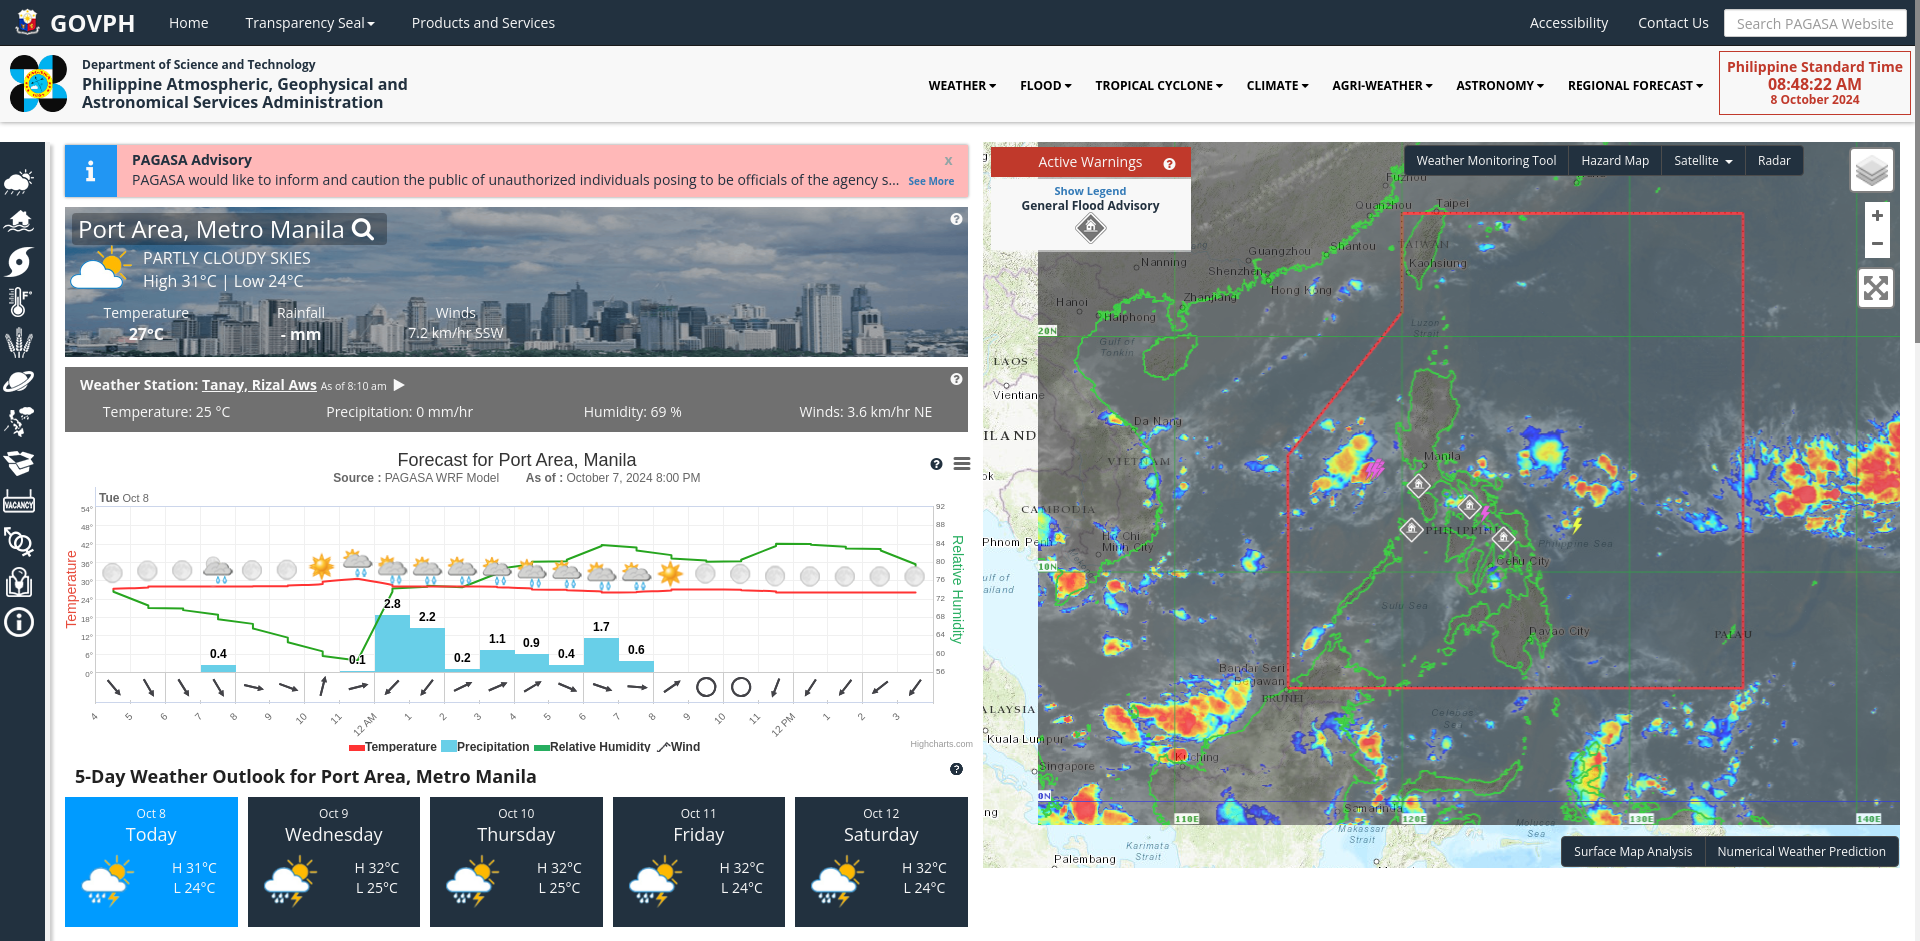 GOVPH
Home
Transparency Seal
Products and Services
Accessibility
Contact Us
Search PAGASA Website
Department of Science and Technology
Philippine Atmospheric, Geophysical and
Astronomical Services Administration
WEATHER
FLOOD
TROPICAL CYCLONE
CLIMATE
AGRI-WEATHER
ASTRONOMY
REGIONAL FORECAST
Philippine Standard Time
08:48:22 AM
8 October 2024
VACANCY
PAGASA Advisory
x
PAGASA would like to inform and caution the public of unauthorized individuals posing to be officials of the agency s...
See More
Port Area, Metro Manila
PARTLY CLOUDY SKIES
High 31°C | Low 24°C
Temperature Rainfall Winds
27°C - mm 7.2 km/hr SSW
Weather Station: Tanay, Rizal Aws As of 8:10 am
Temperature: 25 °C Precipitation: 0 mm/hr Humidity: 69 % Winds: 3.6 km/hr NE
Forecast for Port Area, Manila
Source : PAGASA WRF Model As of : October 7, 2024 8:00 PM
Tue Oct 8
54°
48°
42°
36°
30°
24°
18°
12°
6°
0°
Temperature
92
88
84
80
76
72
68
64
60
56
Relative Humidity
0.4
0.1
2.8
2.2
0.2
1.1
0.9
0.4
1.7
0.6
4 5 6 7 8 9 10 11 12 AM 1 2 3 4 5 6 7 8 9 10 11 12 PM 1 2 3
Temperature Precipitation Relative Humidity Wind
Highcharts.com
5-Day Weather Outlook for Port Area, Metro Manila
Oct 8
Today
H 31°C
L 24°C
Oct 9
Wednesday
H 32°C
L 25°C
Oct 10
Thursday
H 32°C
L 25°C
Oct 11
Friday
H 32°C
L 24°C
Oct 12
Saturday
H 32°C
L 24°C
Active Warnings
Show Legend
General Flood Advisory
Weather Monitoring Tool
Hazard Map
Satellite
Radar
+
−
Fuzhou
Quanzhou
Taipei
TAIWAN
Shantou
Guangzhou
Kaohsiung
Nanning
Shenzhen
Hong Kong
Zhanjiang
Hanoi
Haiphong
20N
Luzon
Strait
Gulf of
Tonkin
LAOS
Vientiane
Da Nang
ILAND
Manila
VIETNAM
ok
CAMBODIA
PHILIPPIN
Ho Chi
Minh City
Phnom Penh
Philippine Sea
Cebu City
10N
ulf of
ailand
Sulu Sea
Davao City
PALAU
Bandar Seri
Begawan
BRUNEI
ALAYSIA
Celebes
Sea
Kuala Lumpur
Kuching
Singapore
0N
Samarinda
ng
110E
120E
130E
140E
Makassar
Strait
Molucca
Sea
Karimata
Strait
Palembang
Surface Map Analysis
Numerical Weather Prediction